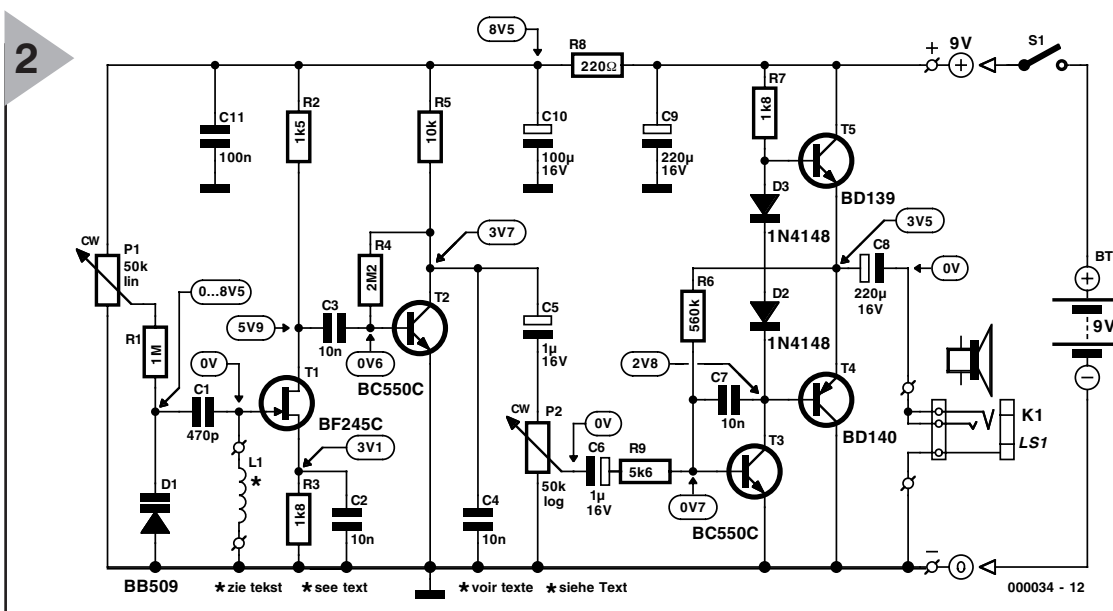 2
8V5
R8
220Ω
+
9V
+
S1
C11
100n
R2
1k5
R5
10k
C10
100µ
16V
C9
220µ
16V
R7
1k8
T5
BD139
CW
P1
50k
lin
0...8V5
R1
1M
5V9
C3
10n
R4
2M2
3V7
T2
BC550C
0V6
D3
1N4148
3V5
C8
220µ
16V
0V
BT
+
9V
−
R6
560k
D2
1N4148
C5
1µ
16V
0V
C1
470p
T1
BF245C
2V8
C7
10n
T4
BD140
K1
LS1
CW
P2
50k
log
0V
C6
1µ
16V
R9
5k6
T3
BC550C
0V7
L1
*
3V1
D1
BB509
R3
1k8
C2
10n
C4
10n
* zie tekst * see text * voir texte * siehe Text
−
0
000034 - 12